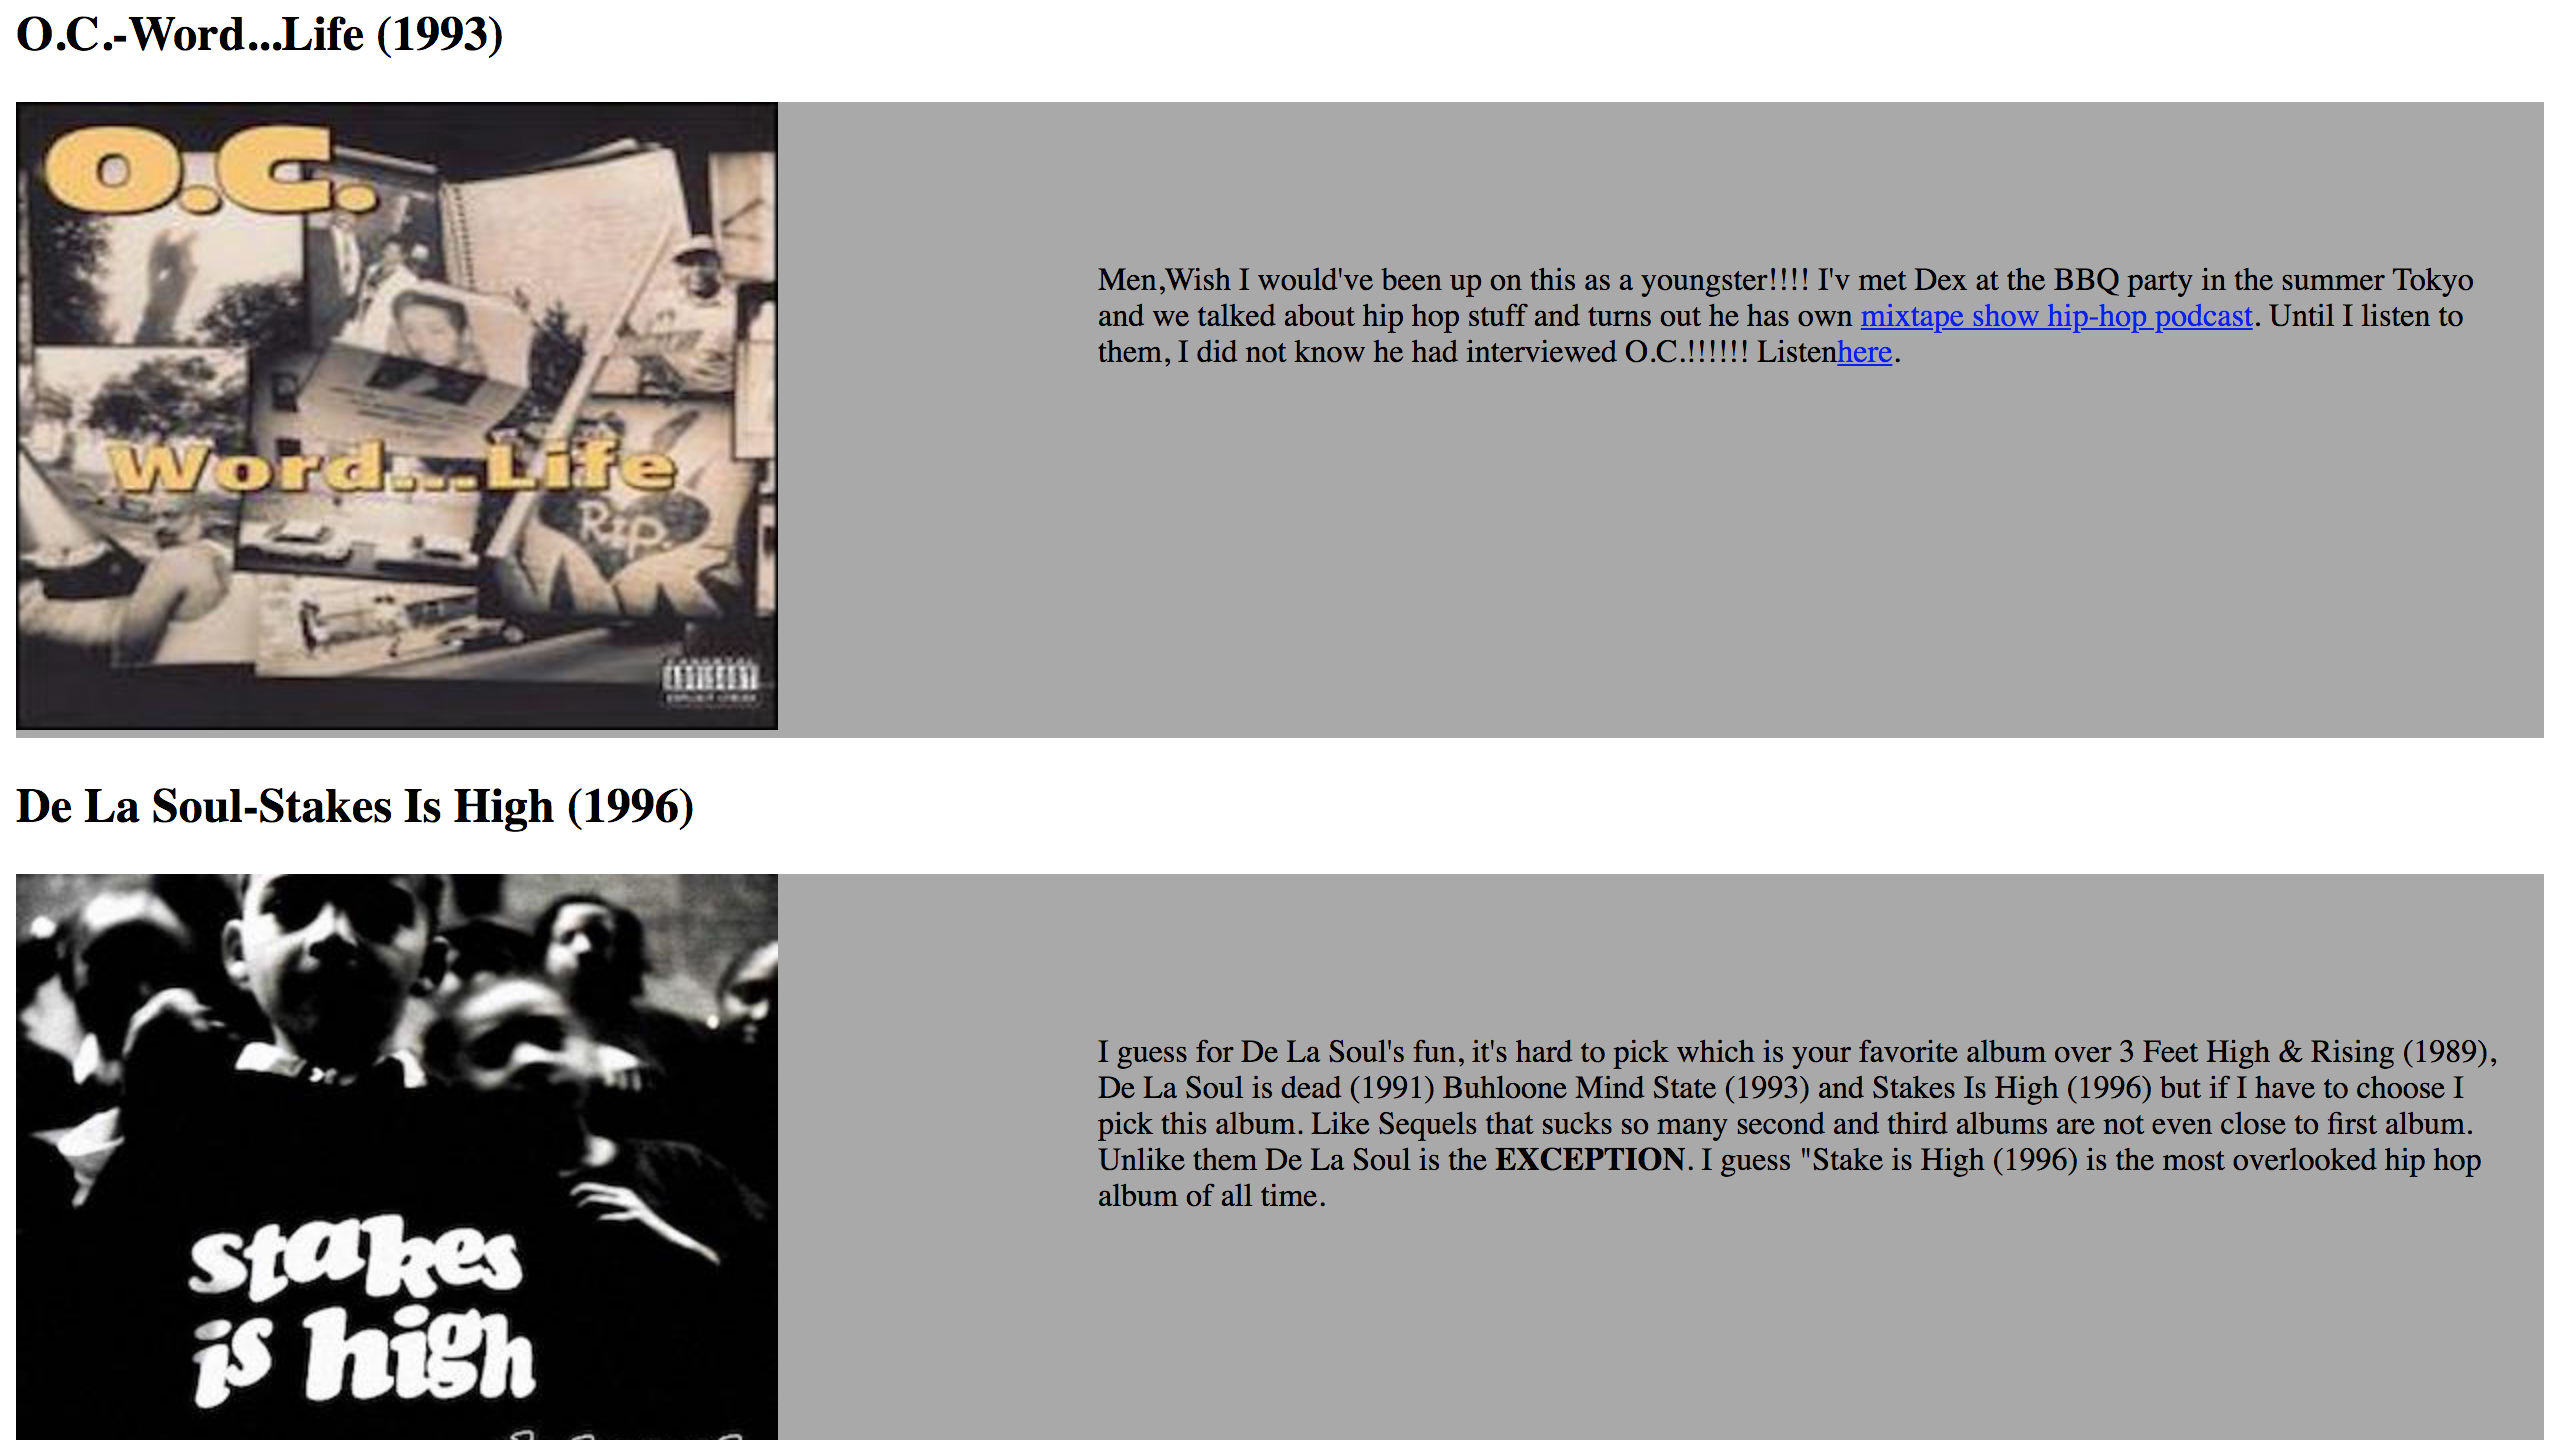 O.C.-Word...Life (1993)
O.C.
Word...Life
R.I.P.
Men,Wish I would've been up on this as a youngster!!!! I'v met Dex at the BBQ party in the summer Tokyo
and we talked about hip hop stuff and turns out he has own mixtape show hip-hop podcast. Until I listen to
them, I did not know he had interviewed O.C.!!!!!! Listenhere.
De La Soul-Stakes Is High (1996)
stakes
is high
I guess for De La Soul's fun, it's hard to pick which is your favorite album over 3 Feet High & Rising (1989),
De La Soul is dead (1991) Buhloone Mind State (1993) and Stakes Is High (1996) but if I have to choose I
pick this album. Like Sequels that sucks so many second and third albums are not even close to first album.
Unlike them De La Soul is the EXCEPTION. I guess "Stake is High (1996) is the most overlooked hip hop
album of all time.